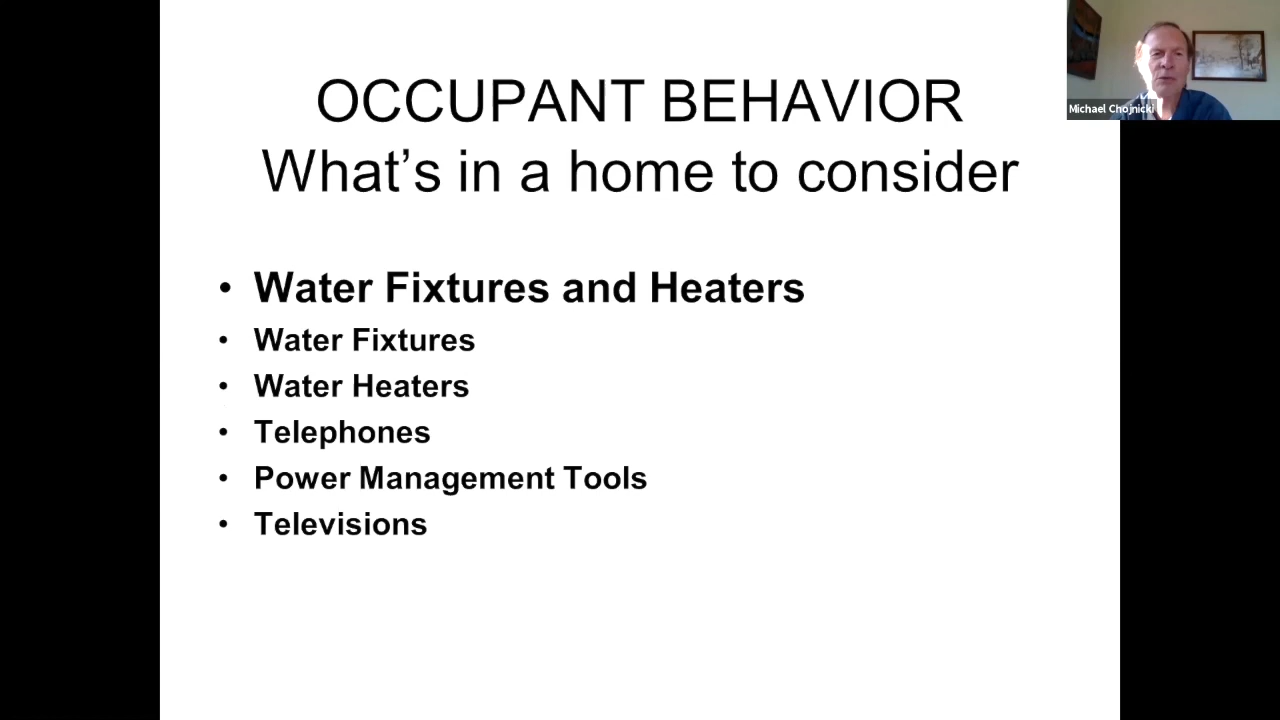 OCCUPANT BEHAVIOR
What's in a home to consider
• Water Fixtures and Heaters
• Water Fixtures
• Water Heaters
• Telephones
• Power Management Tools
• Televisions
Michael Chojnicki